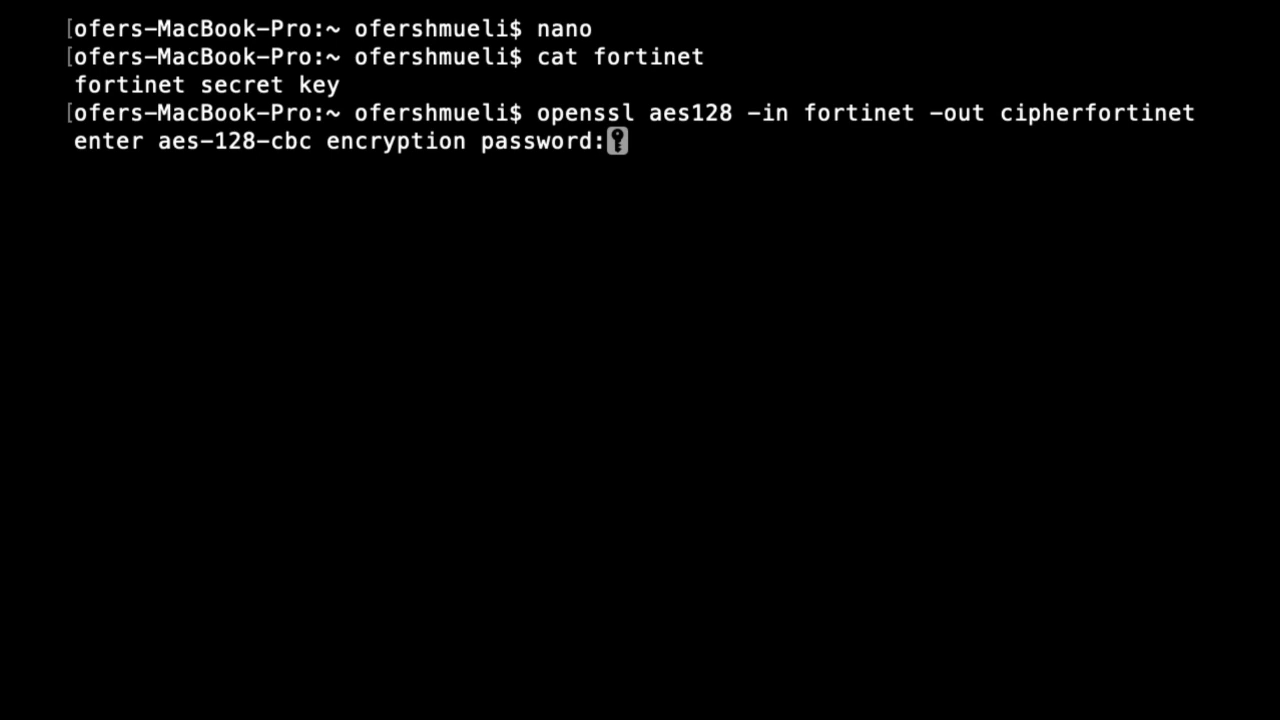 [ofers-MacBook-Pro:~ ofershmueli$ nano
[ofers-MacBook-Pro:~ ofershmueli$ cat fortinet
fortinet secret key
[ofers-MacBook-Pro:~ ofershmueli$ openssl aes128 -in fortinet -out cipherfortinet
enter aes-128-cbc encryption password: